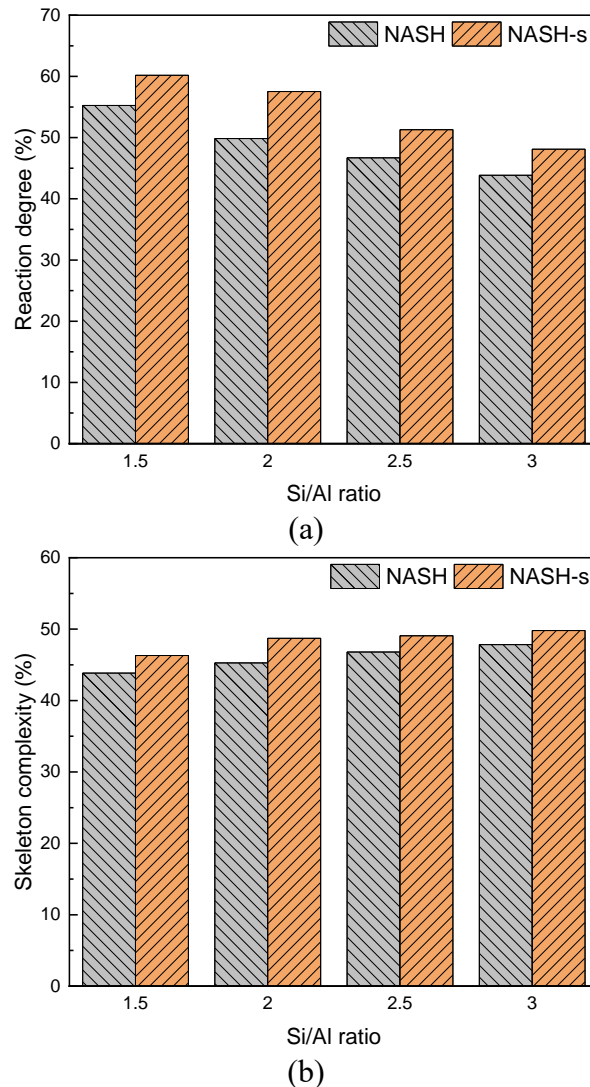 70
60
50
40
30
20
10
0
Reaction degree (%)
NASH NASH-s
1.5 2 2.5 3
Si/Al ratio
(a)
60
50
40
30
20
10
0
Skeleton complexity (%)
NASH NASH-s
1.5 2 2.5 3
Si/Al ratio
(b)